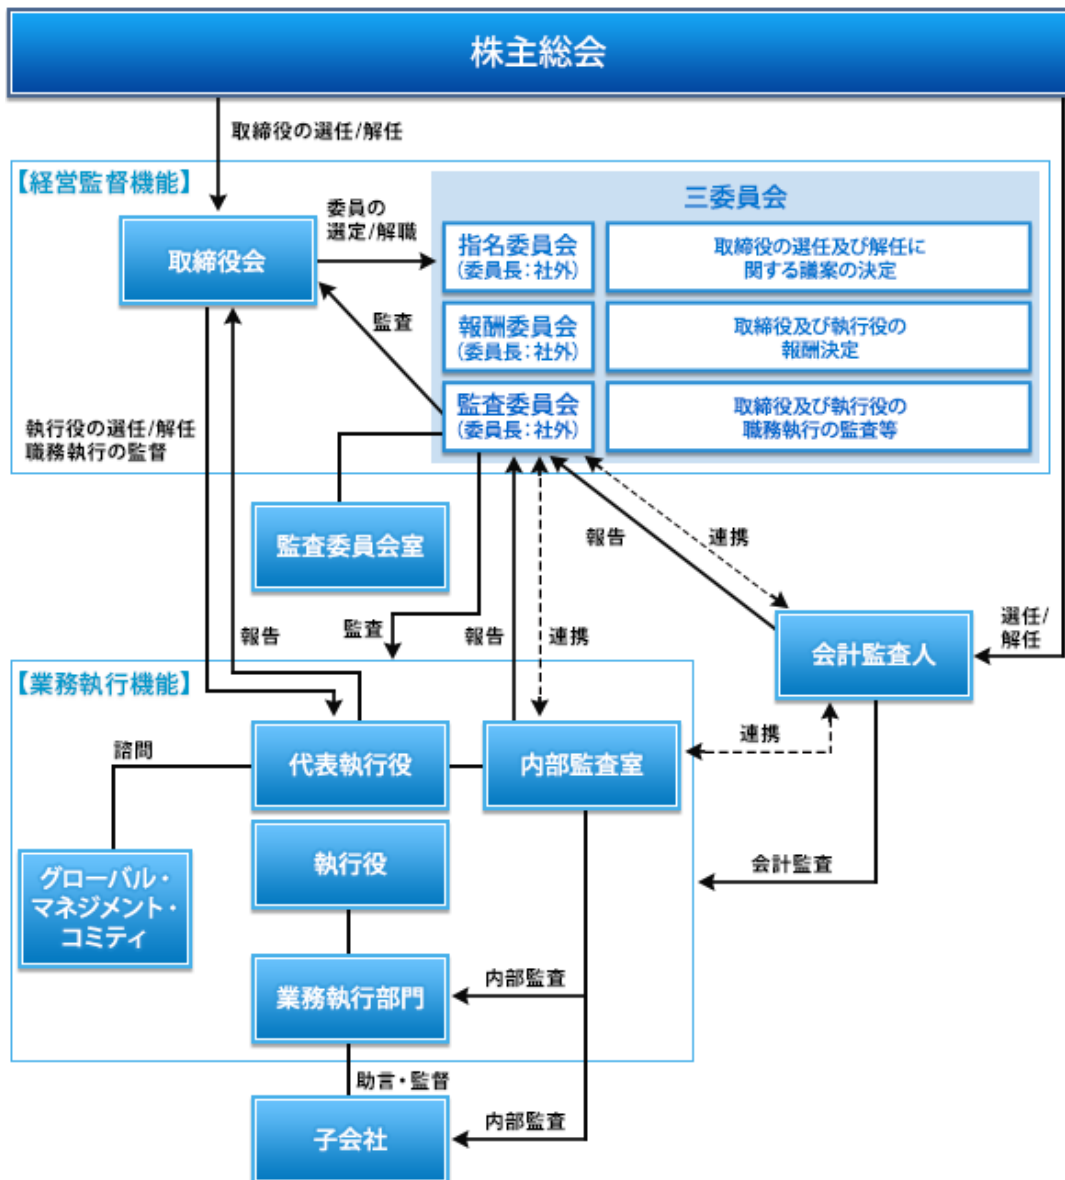 株主総会
取締役の選任/解任
【経営監督機能】
三委員会
委員の
選定/解職
取締役会
指名委員会
(委員長:社外)
取締役の選任及び解任に
関する議案の決定
監査
報酬委員会
(委員長:社外)
取締役及び執行役の
報酬決定
監査委員会
(委員長:社外)
取締役及び執行役の
職務執行の監査等
執行役の選任/解任
職務執行の監督
監査委員会室
報告
連携
報告
監査
報告
連携
会計監査人
選任/
解任
【業務執行機能】
諮問
代表執行役
内部監査室
連携
執行役
会計監査
グローバル・
マネジメント・
コミティ
業務執行部門
内部監査
助言・監督
子会社
内部監査